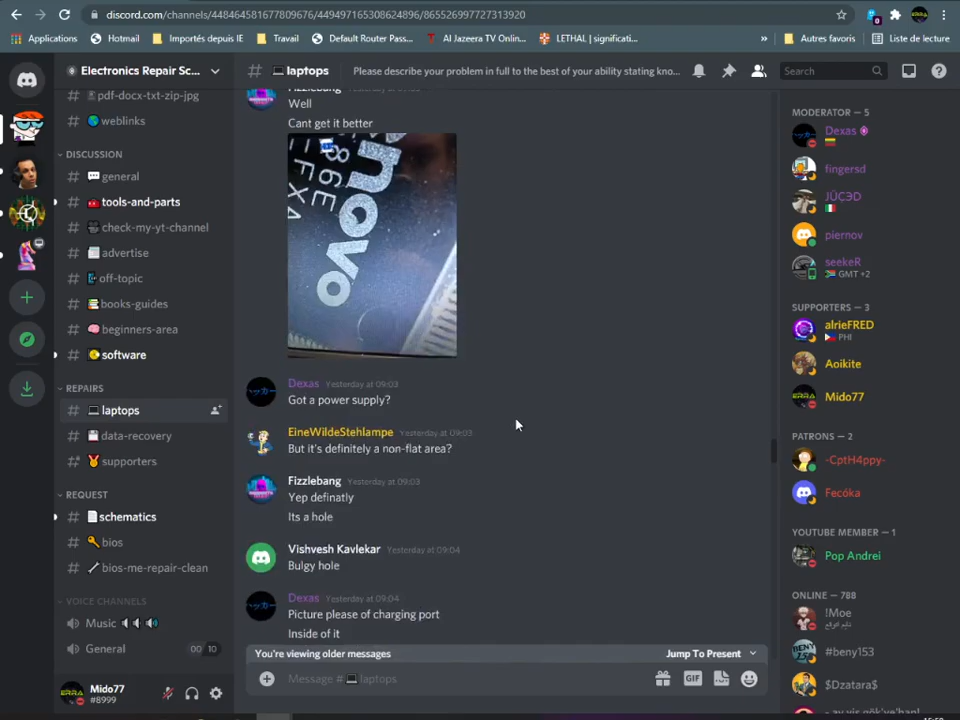 discord.com/channels/448464581677809676/449497165308624896/865526997727313920
Applications
Hotmail
Importés depuis IE
Travail
Default Router Pass...
Al Jazeera TV Onlin...
LETHAL | significati...
»
Autres favoris
Liste de lecture
Electronics Repair Sc...
pdf-docx-txt-zip-jpg
weblinks
DISCUSSION
general
tools-and-parts
check-my-yt-channel
advertise
off-topic
books-guides
beginners-area
software
REPAIRS
laptops
data-recovery
supporters
REQUEST
schematics
bios
bios-me-repair-clean
VOICE CHANNELS
Music
General
00 10
Mido77
#8999
laptops
Please describe your problem in full to the best of your ability stating kno...
Search
Fizzlebang
Well
Cant get it better
novo
86E
FXA
Dexas Yesterday at 09:03
Got a power supply?
EineWildeStehlampe Yesterday at 09:03
But it's definitely a non-flat area?
Fizzlebang Yesterday at 09:03
Yep definatly
Its a hole
Vishvesh Kavlekar Yesterday at 09:04
Bulgy hole
Dexas Yesterday at 09:04
Picture please of charging port
Inside of it
You're viewing older messages
Jump To Present
Message #laptops
GIF
MODERATOR — 5
Dexas
fingersd
JÛÇЭD
piernov
seekeR
GMT +2
SUPPORTERS — 3
alrieFRED
PHI
Aoikite
Mido77
PATRONS — 2
-CptH4ppy-
Fecóka
YOUTUBE MEMBER — 1
Pop Andrei
ONLINE — 788
!Moe
#beny153
$Dzatara$